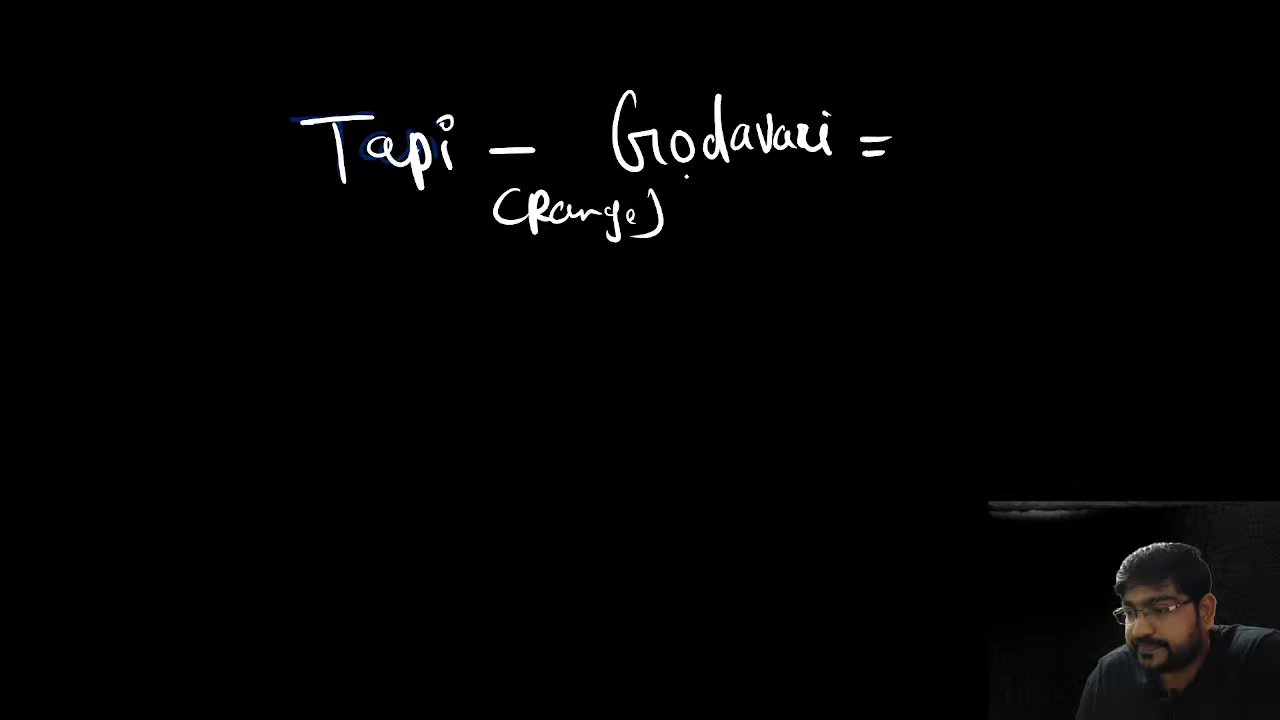 Tapi - Godavari =
(Range)